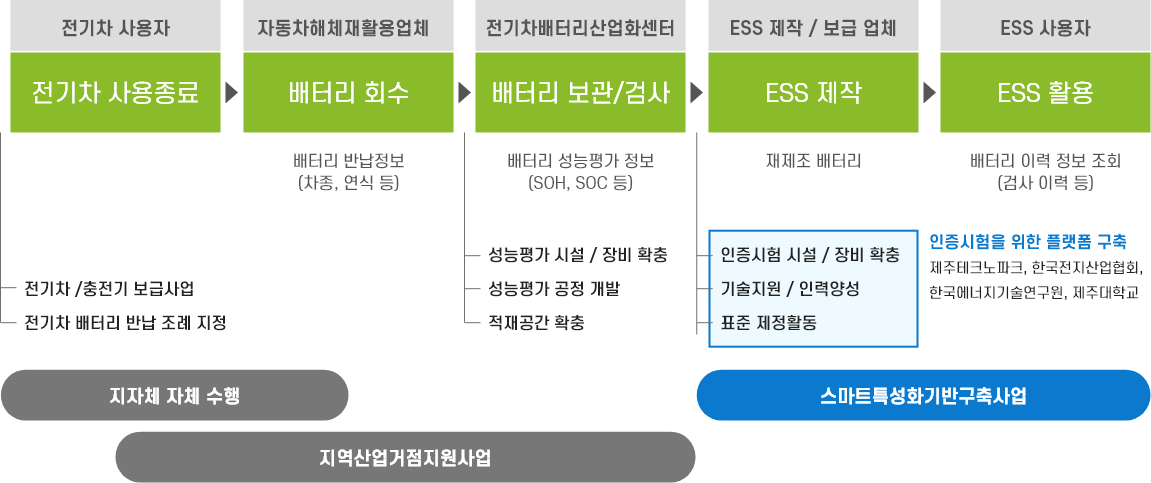 전기차 사용자
자동차해체재활용업체
전기차배터리산업화센터
ESS 제작 / 보급 업체
ESS 사용자
전기차 사용종료
배터리 회수
배터리 보관/검사
ESS 제작
ESS 활용
배터리 반납정보
(차종, 연식 등)
배터리 성능평가 정보
(SOH, SOC 등)
재제조 배터리
배터리 이력 정보 조회
(검사 이력 등)
전기차 /충전기 보급사업
전기차 배터리 반납 조례 지정
성능평가 시설 / 장비 확충
성능평가 공정 개발
적재공간 확충
인증시험 시설 / 장비 확충
기술지원 / 인력양성
표준 제정활동
인증시험을 위한 플랫폼 구축
제주테크노파크, 한국전지산업협회,
한국에너지기술연구원, 제주대학교
지자체 자체 수행
스마트특성화기반구축사업
지역산업거점지원사업